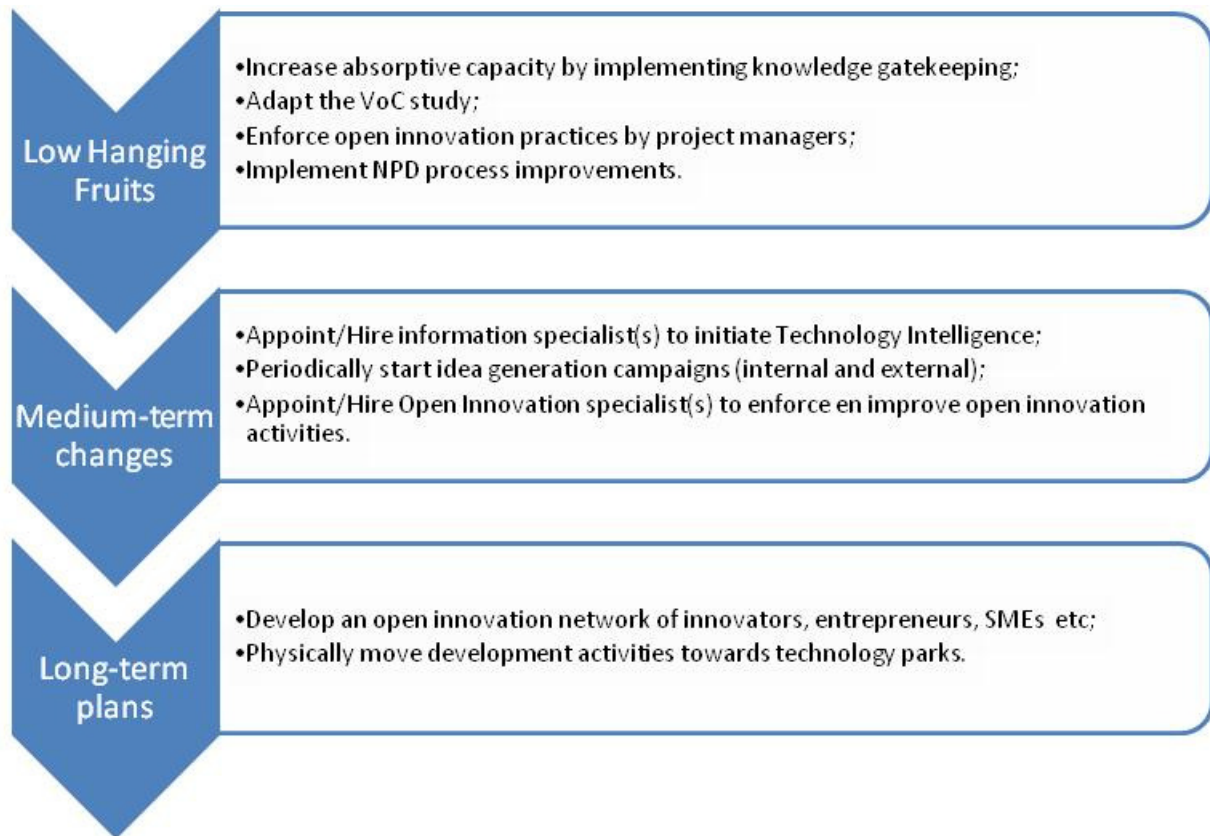 Low Hanging
Fruits
•Increase absorptive capacity by implementing knowledge gatekeeping;
•Adapt the VoC study;
•Enforce open innovation practices by project managers;
•Implement NPD process improvements.
Medium-term
changes
•Appoint/Hire information specialist(s) to initiate Technology Intelligence;
•Periodically start idea generation campaigns (internal and external);
•Appoint/Hire Open Innovation specialist(s) to enforce en improve open innovation
activities.
Long-term
plans
•Develop an open innovation network of innovators, entrepreneurs, SMEs etc;
•Physically move development activities towards technology parks.